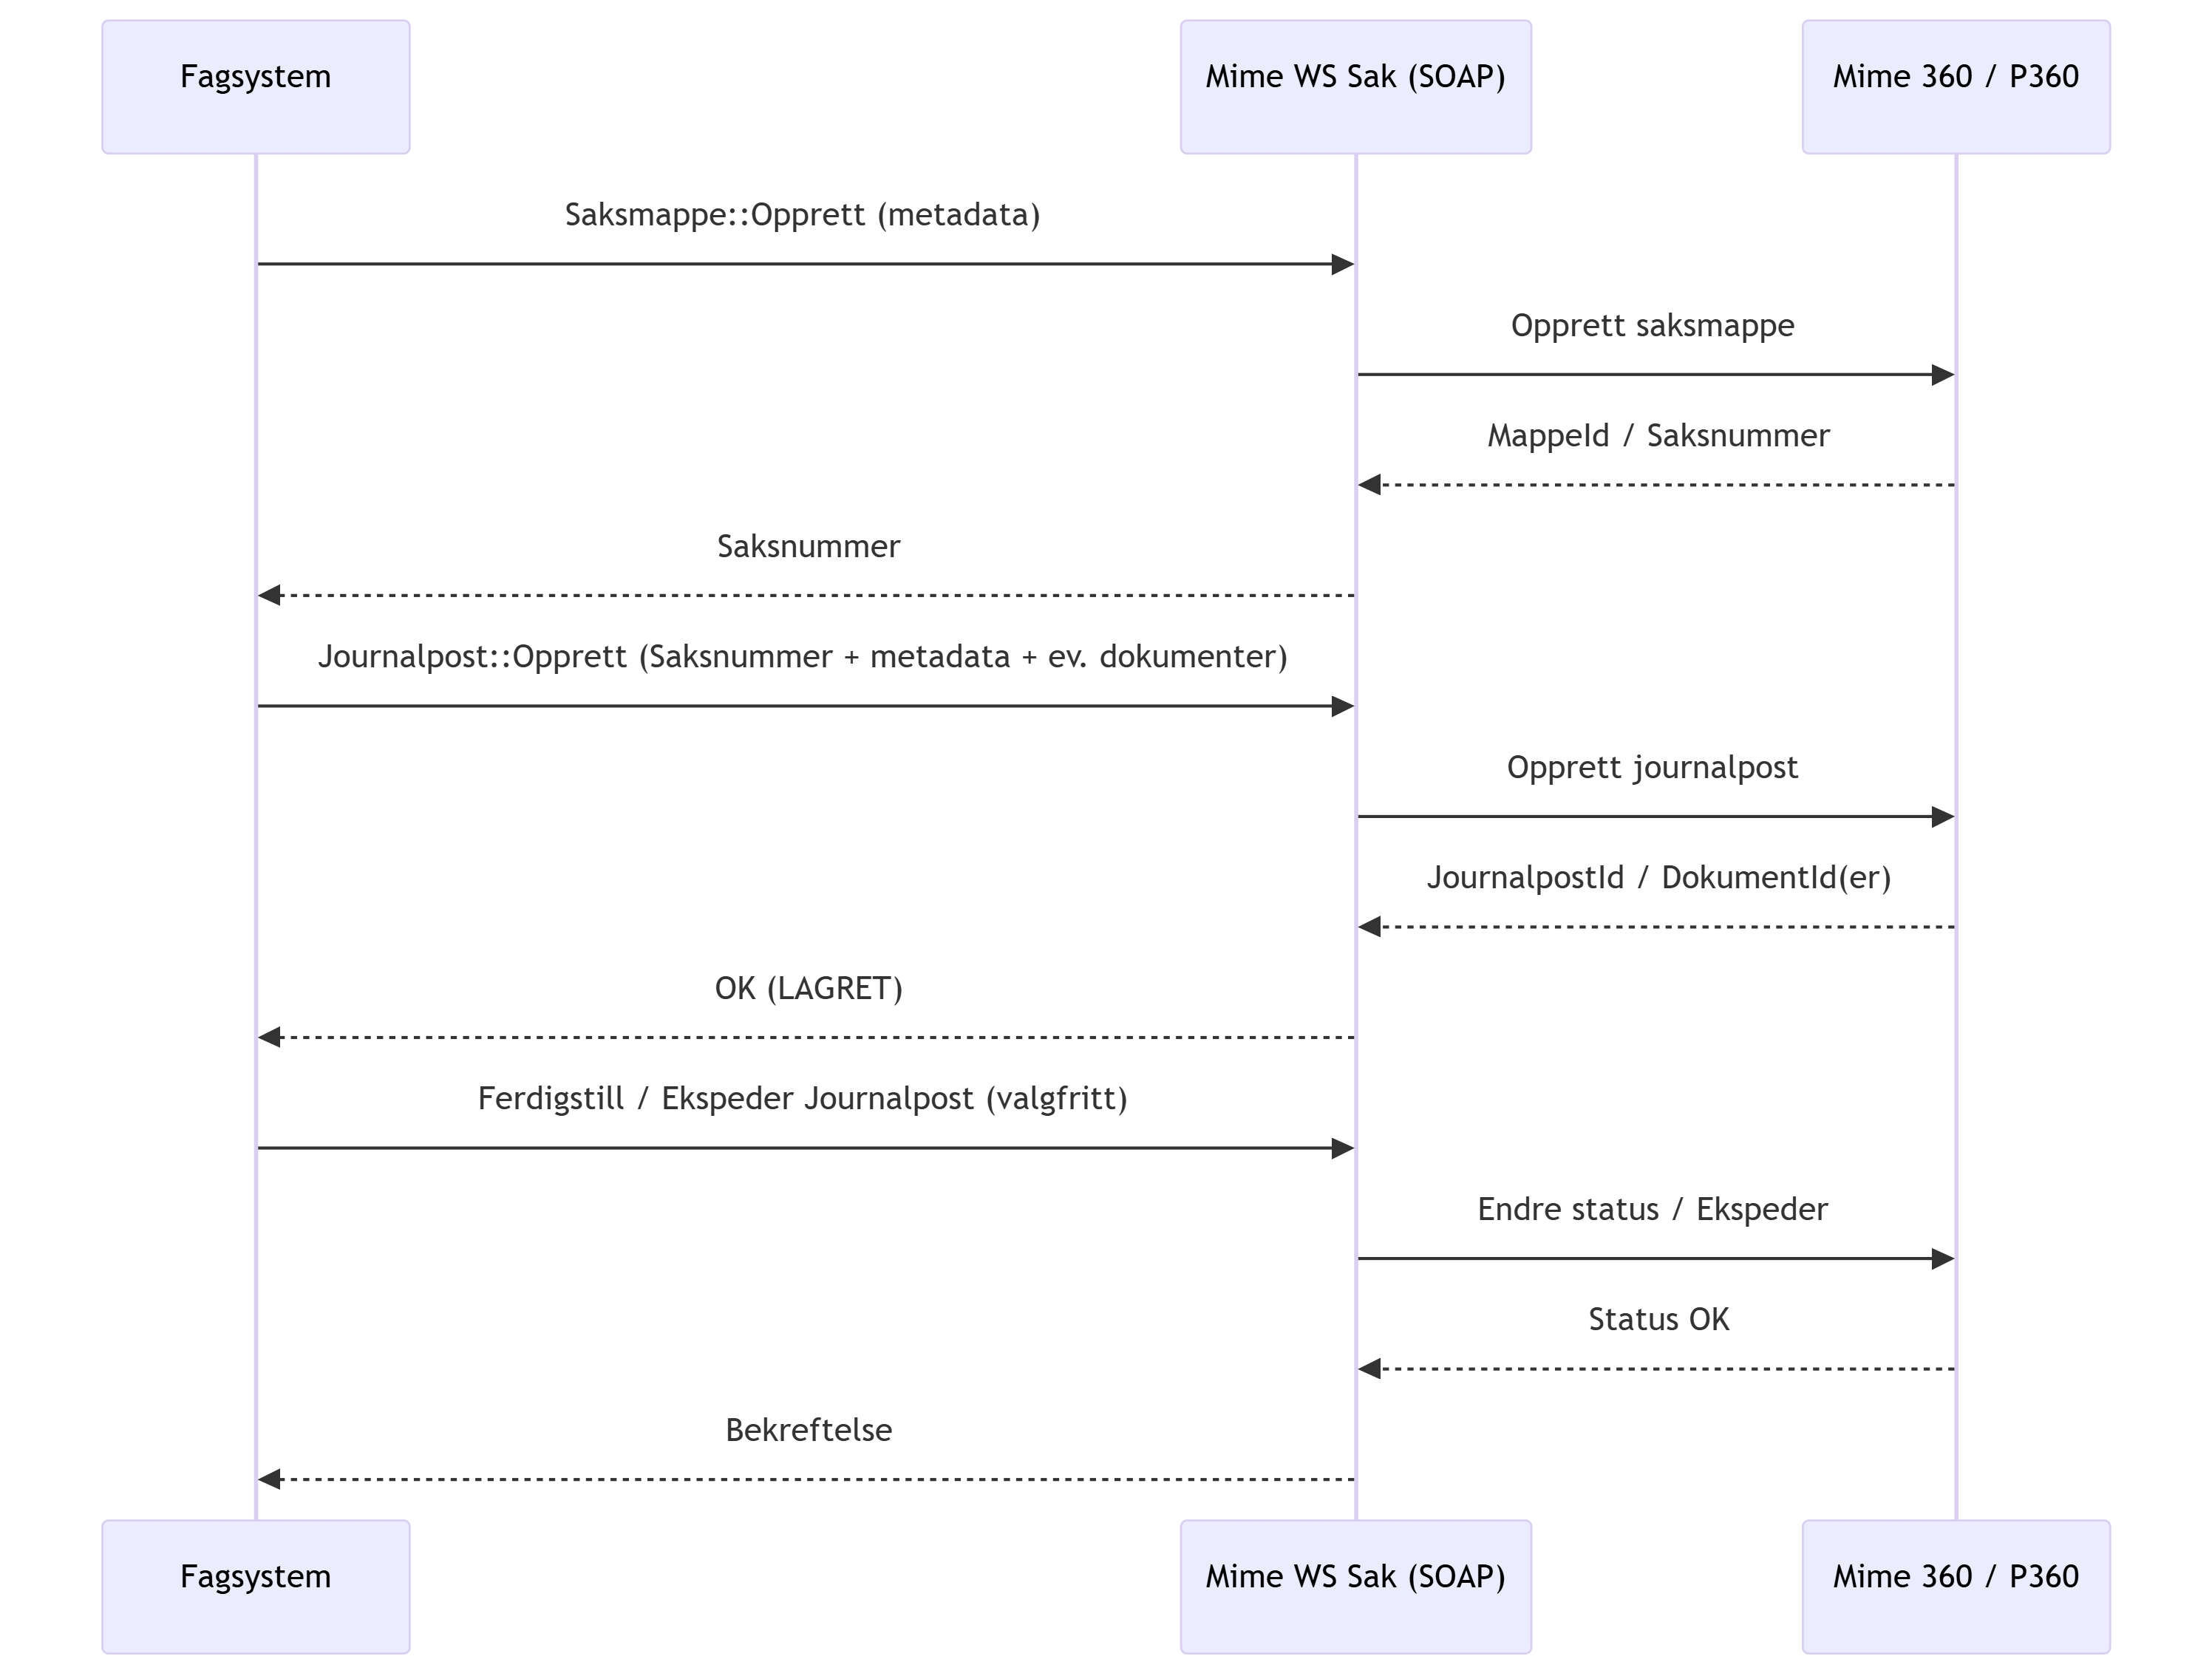 Fagsystem
Mime WS Sak (SOAP)
Mime 360 / P360
Saksmappe::Opprett (metadata)
Opprett saksmappe
MappeId / Saksnummer
Saksnummer
Journalpost::Opprett (Saksnummer + metadata + ev. dokumenter)
Opprett journalpost
JournalpostId / DokumentId(er)
OK (LAGRET)
Ferdigstill / Ekspeder Journalpost (valgfritt)
Endre status / Ekspeder
Status OK
Bekreftelse
Fagsystem
Mime WS Sak (SOAP)
Mime 360 / P360